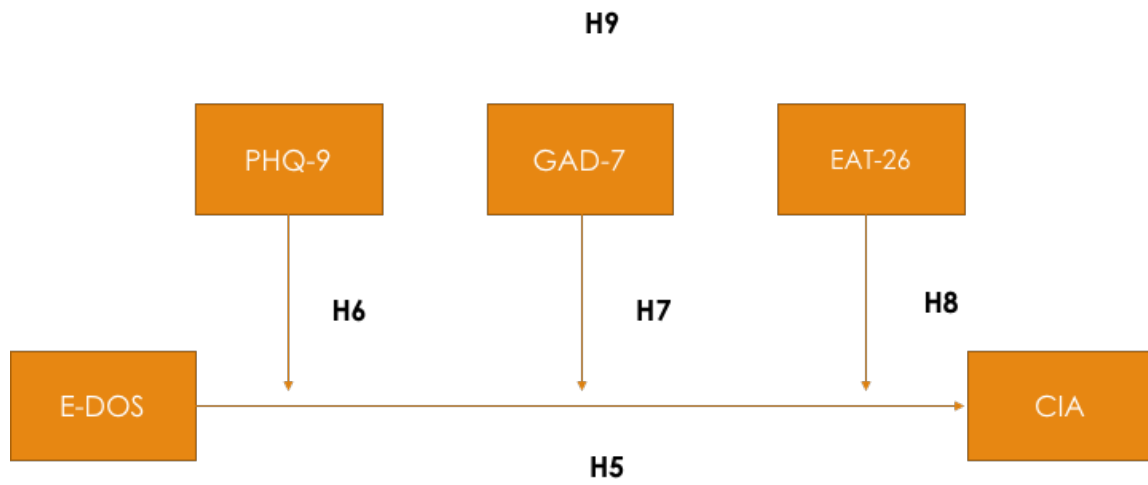 H9
PHQ-9
GAD-7
EAT-26
H6
H7
H8
E-DOS
CIA
H5